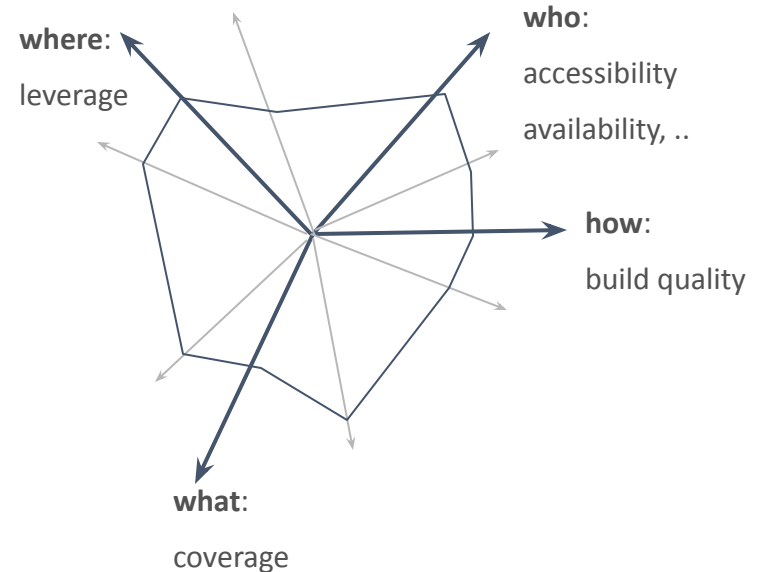 where:
leverage
who:
accessibility
availability, ..
how:
build quality
what:
coverage